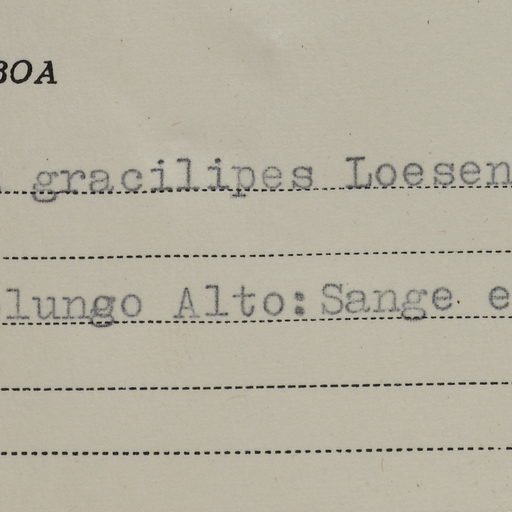 BOA
gracilipes Loesen
lungo Alto: Sange e